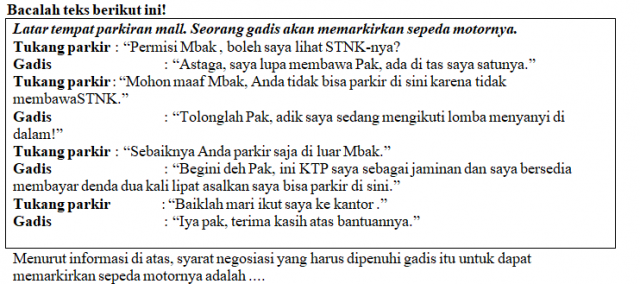 Bacalah teks berikut ini!
Latar tempat parkiran mall. Seorang gadis akan memarkirkan sepeda motornya.
Tukang parkir : “Permisi Mbak , boleh saya lihat STNK-nya?
Gadis : “Astaga, saya lupa membawa Pak, ada di tas saya satunya.”
Tukang parkir: “Mohon maaf Mbak, Anda tidak bisa parkir di sini karena tidak
membawaSTNK.”
Gadis : “Tolonglah Pak, adik saya sedang mengikuti lomba menyanyi di
dalam!”
Tukang parkir : “Sebaiknya Anda parkir saja di luar Mbak.”
Gadis : “Begini deh Pak, ini KTP saya sebagai jaminan dan saya bersedia
membayar denda dua kali lipat asalkan saya bisa parkir di sini.”
Tukang parkir : “Baiklah mari ikut saya ke kantor .”
Gadis : “Iya pak, terima kasih atas bantuannya.”
Menurut informasi di atas, syarat negosiasi yang harus dipenuhi gadis itu untuk dapat
memarkirkan sepeda motornya adalah ....